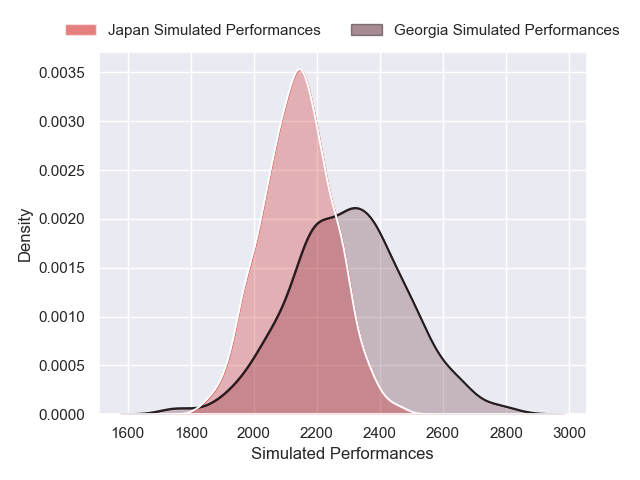 Japan Simulated Performances
Georgia Simulated Performances
0.0035
0.0030
0.0025
0.0020
0.0015
0.0010
0.0005
0.0000
Density
1600 1800 2000 2200 2400 2600 2800 3000
Simulated Performances